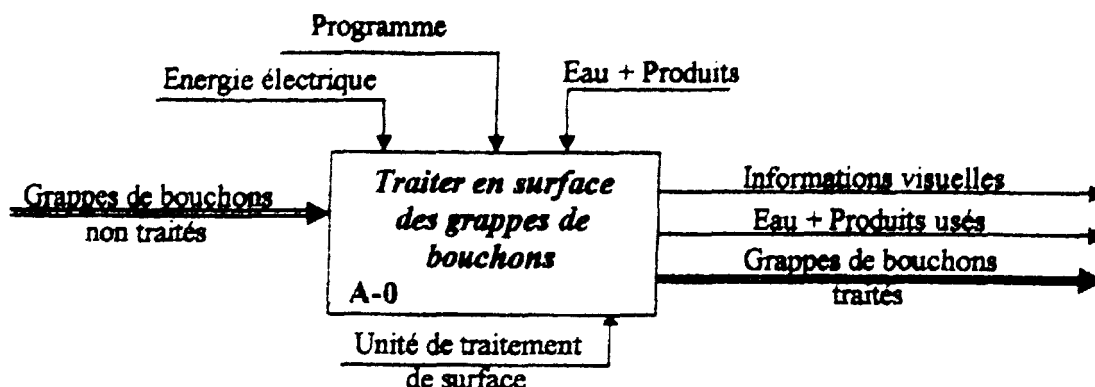 Programme
Energie électrique
Eau + Produits
Grappes de bouchons
non traités
Traiter en surface
des grappes de
bouchons
A-0
Informations visuelles
Eau + Produits usés
Grappes de bouchons
traités
Unité de traitement
de surface